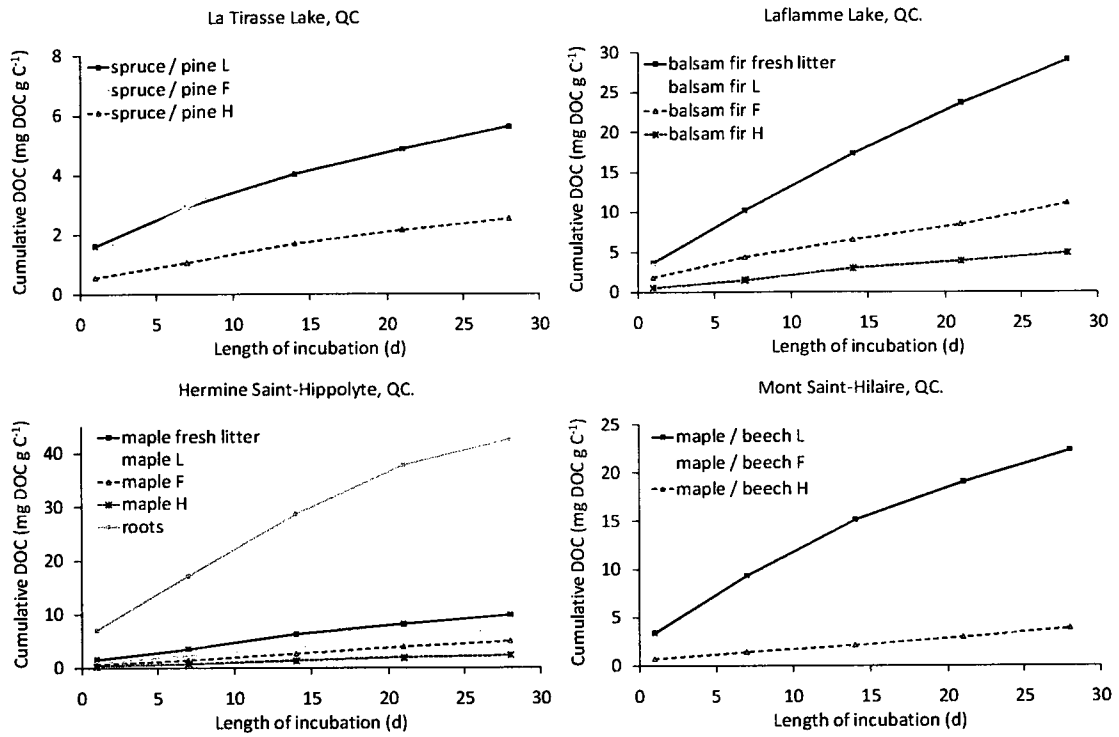 La Tirasse Lake, QC
8
6
4
2
0
Cumulative DOC (mg DOC g C⁻¹)
spruce / pine L
spruce / pine F
spruce / pine H
0 5 10 15 20 25 30
Length of incubation (d)
Laflamme Lake, QC.
30
25
20
15
10
5
0
Cumulative DOC (mg DOC g C⁻¹)
balsam fir fresh litter
balsam fir L
balsam fir F
balsam fir H
0 5 10 15 20 25 30
Length of incubation (d)
Hermine Saint-Hippolyte, QC.
40
30
20
10
0
Cumulative DOC (mg DOC g C⁻¹)
maple fresh litter
maple L
maple F
maple H
roots
0 5 10 15 20 25 30
Length of incubation (d)
Mont Saint-Hilaire, QC.
25
20
15
10
5
0
Cumulative DOC (mg DOC g C⁻¹)
maple / beech L
maple / beech F
maple / beech H
0 5 10 15 20 25 30
Length of incubation (d)